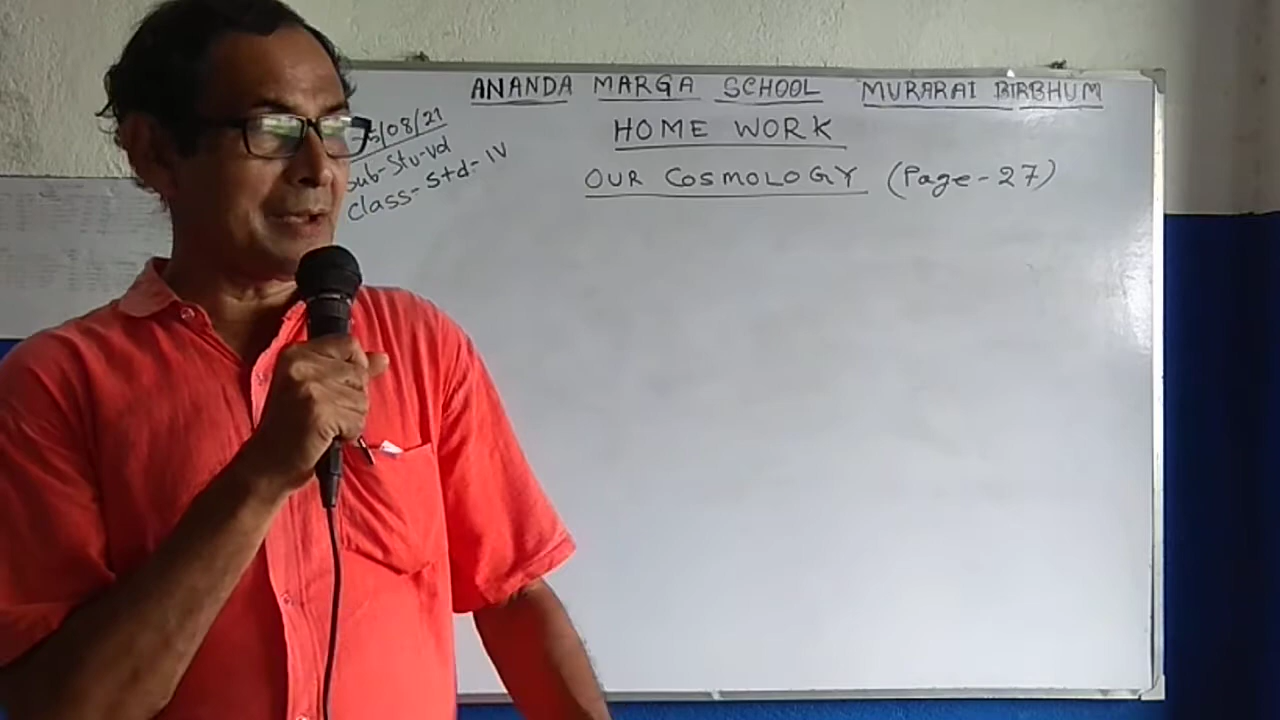 ANANDA MARGA SCHOOL MURARAI BIRBHUM
HOME WORK
OUR COSMOLOGY (Page-27)
5/08/21
Sub-Stu-vd
Class-Std-IV